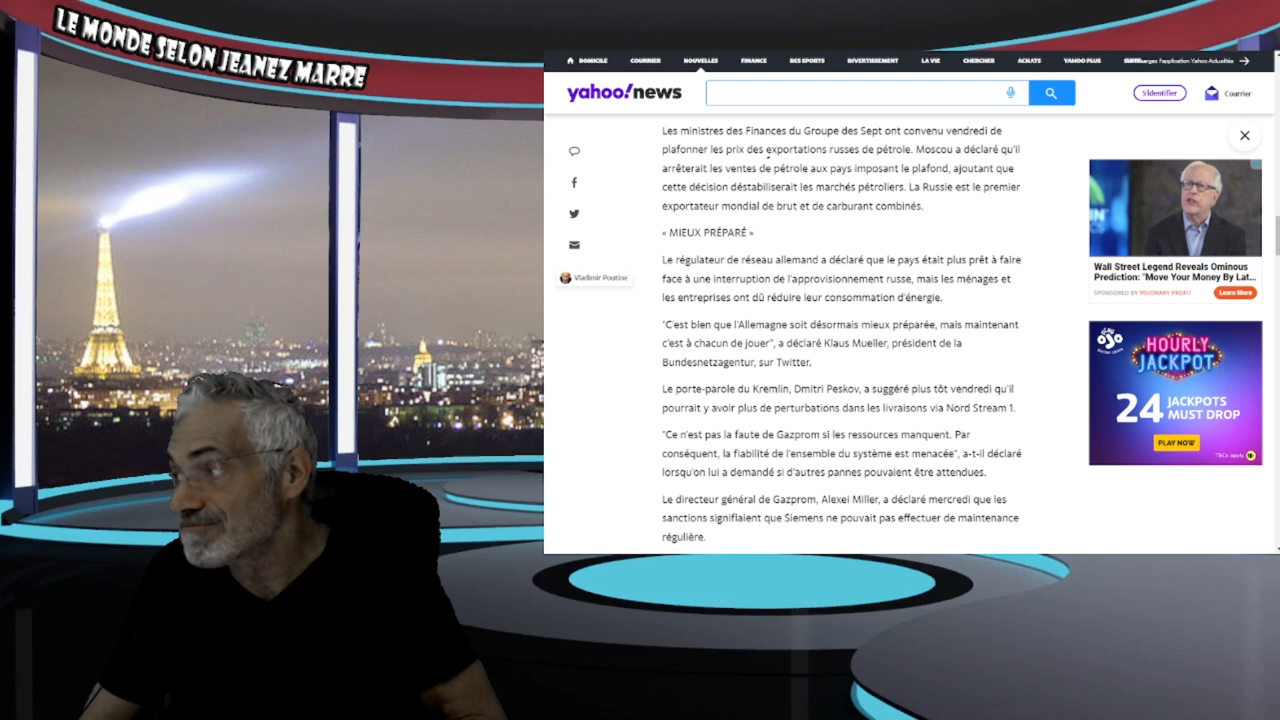 LE MONDE SELON JEANEZ MARRE
DOMICILE COURRIER NOUVELLES FINANCE DES SPORTS DIVERTISSEMENT LA VIE CHERCHER ACHATS YAHOO PLUS
l'application Yahoo Actualités
yahoo!news
S'identifier
Courrier
Les ministres des Finances du Groupe des Sept ont convenu vendredi de
plafonner les prix des exportations russes de pétrole. Moscou a déclaré qu'il
arrêterait les ventes de pétrole aux pays imposant le plafond, ajoutant que
cette décision déstabiliserait les marchés pétroliers. La Russie est le premier
exportateur mondial de brut et de carburant combinés.
« MIEUX PRÉPARÉ »
Le régulateur de réseau allemand a déclaré que le pays était plus prêt à faire
face à une interruption de l'approvisionnement russe, mais les ménages et
les entreprises ont dû réduire leur consommation d'énergie.
"C'est bien que l'Allemagne soit désormais mieux préparée, mais maintenant
c'est à chacun de jouer", a déclaré Klaus Mueller, président de la
Bundesnetzagentur, sur Twitter.
Le porte-parole du Kremlin, Dmitri Peskov, a suggéré plus tôt vendredi qu'il
pourrait y avoir plus de perturbations dans les livraisons via Nord Stream 1.
"Ce n'est pas la faute de Gazprom si les ressources manquent. Par
conséquent, la fiabilité de l'ensemble du système est menacée", a-t-il déclaré
lorsqu'on lui a demandé si d'autres pannes pouvaient être attendues.
Le directeur général de Gazprom, Alexei Miller, a déclaré mercredi que les
sanctions signifiaient que Siemens ne pouvait pas effectuer de maintenance
régulière.
Vladimir Poutine
Wall Street Legend Reveals Ominous
Prediction: "Move Your Money By Lat...
SPONSORED BY VISIONARY PROFIT
Learn More
play
OJO
HOURLY
JACKPOT
24 JACKPOTS
MUST DROP
PLAY NOW
T&Cs apply.